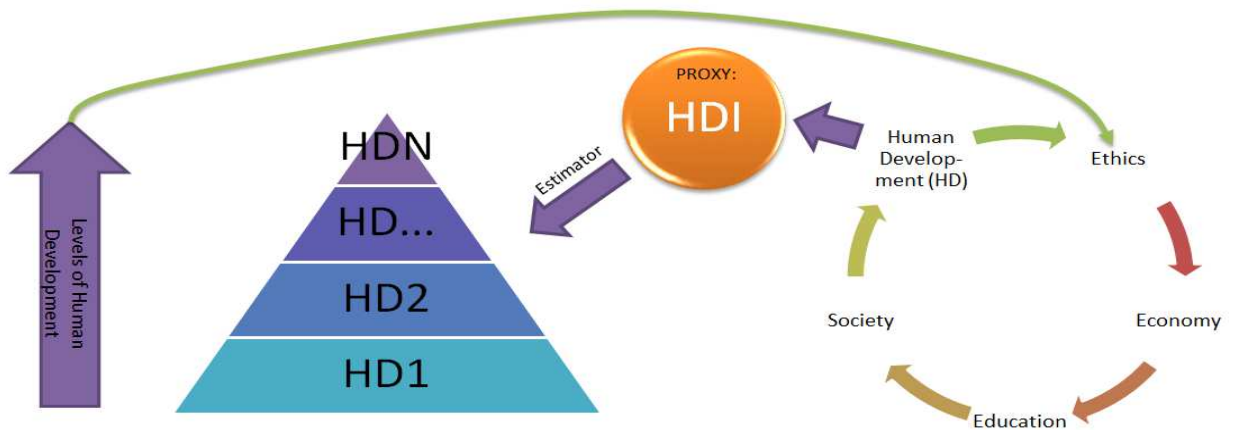 Levels of Human
Development
HDN
HD...
HD2
HD1
Estimator
PROXY:
HDI
Human
Develop-
ment (HD)
Ethics
Economy
Education
Society